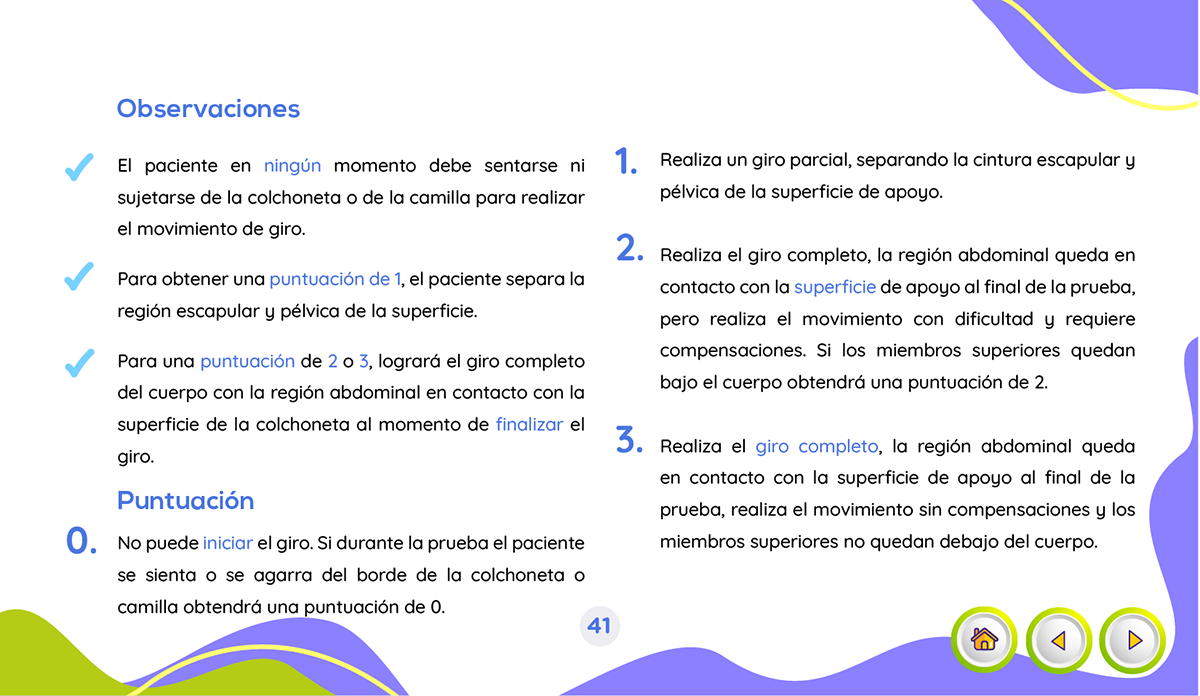 Observaciones
El paciente en ningún momento debe sentarse ni
sujetarse de la colchoneta o de la camilla para realizar
el movimiento de giro.
Para obtener una puntuación de 1, el paciente separa la
región escapular y pélvica de la superficie.
Para una puntuación de 2 o 3, logrará el giro completo
del cuerpo con la región abdominal en contacto con la
superficie de la colchoneta al momento de finalizar el
giro.
Puntuación
0.
No puede iniciar el giro. Si durante la prueba el paciente
se sienta o se agarra del borde de la colchoneta o
camilla obtendrá una puntuación de 0.
1.
Realiza un giro parcial, separando la cintura escapular y
pélvica de la superficie de apoyo.
2.
Realiza el giro completo, la región abdominal queda en
contacto con la superficie de apoyo al final de la prueba,
pero realiza el movimiento con dificultad y requiere
compensaciones. Si los miembros superiores quedan
bajo el cuerpo obtendrá una puntuación de 2.
3.
Realiza el giro completo, la región abdominal queda
en contacto con la superficie de apoyo al final de la
prueba, realiza el movimiento sin compensaciones y los
miembros superiores no quedan debajo del cuerpo.
41